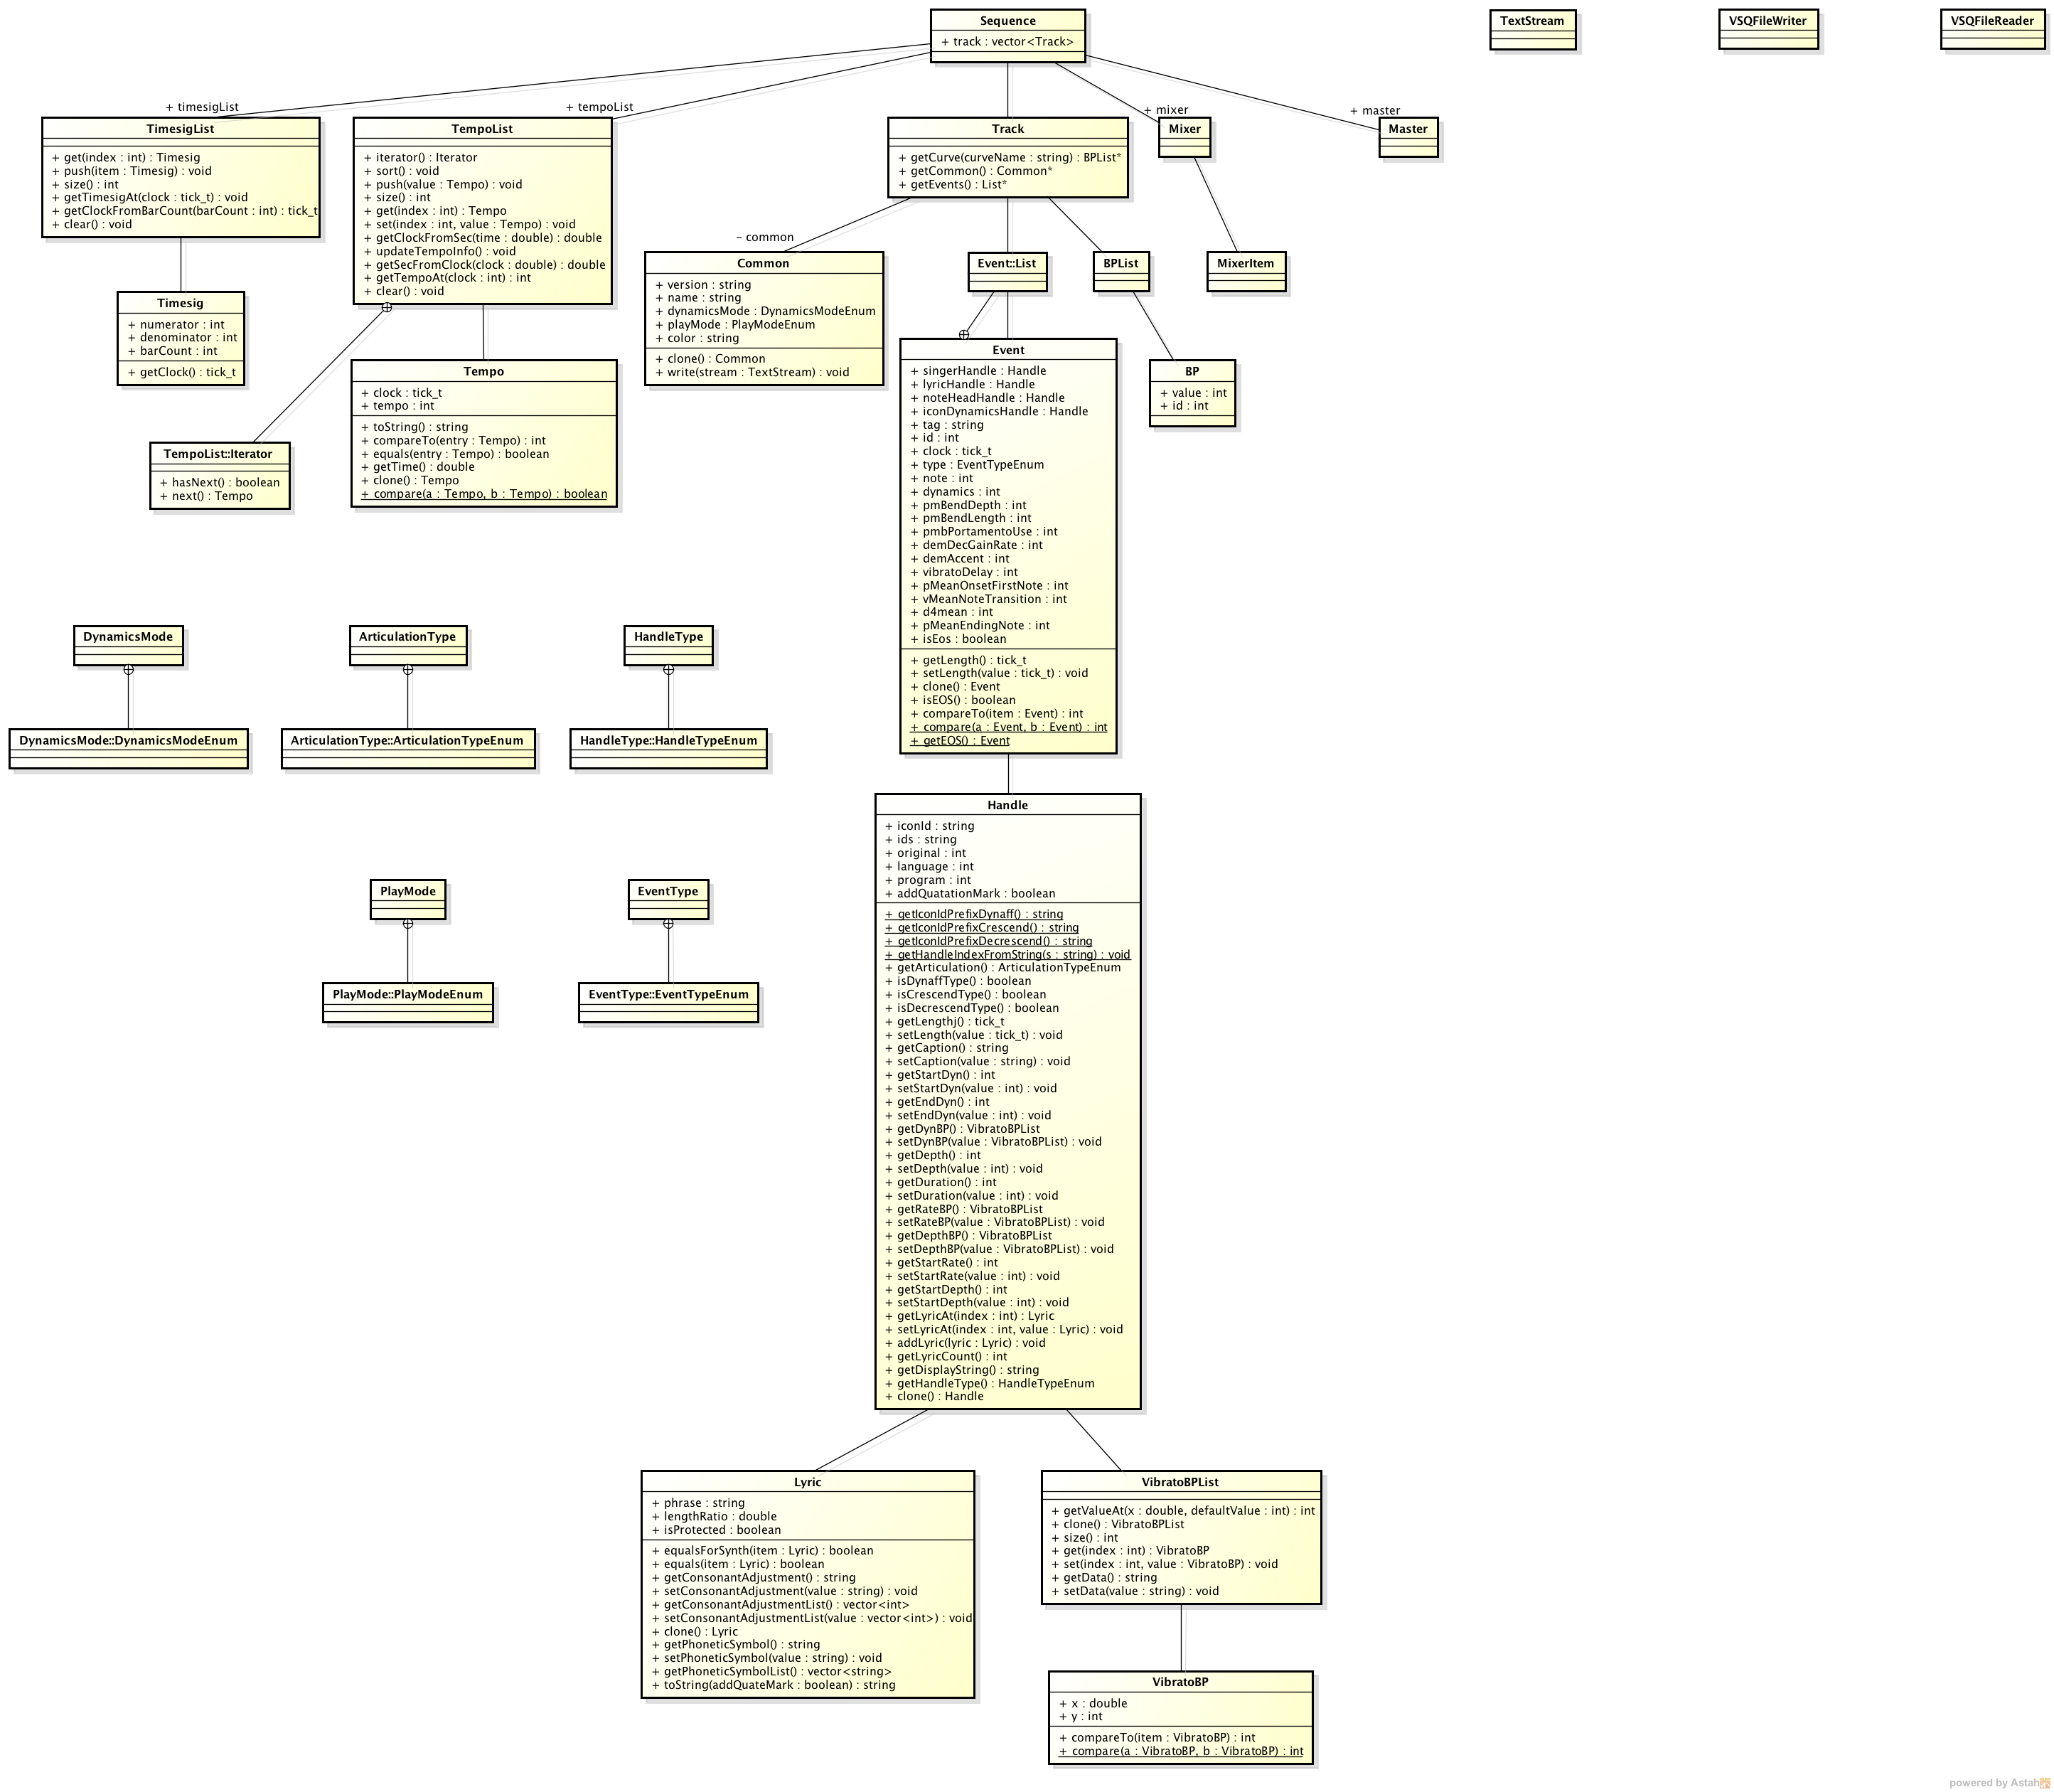 Sequence
+ track : vector<Track>
TextStream
VSQFileWriter
VSQFileReader
+ timesigList
+ tempoList
+ mixer
+ master
TimesigList
+ get(index : int) : Timesig
+ push(item : Timesig) : void
+ size() : int
+ getTimesigAt(clock : tick_t) : void
+ getClockFromBarCount(barCount : int) : tick_t
+ clear() : void
TempoList
+ iterator() : Iterator
+ sort() : void
+ push(value : Tempo) : void
+ size() : int
+ get(index : int) : Tempo
+ set(index : int, value : Tempo) : void
+ getClockFromSec(time : double) : double
+ updateTempoInfo() : void
+ getSecFromClock(clock : double) : double
+ getTempoAt(clock : int) : int
+ clear() : void
Track
+ getCurve(curveName : string) : BPList*
+ getCommon() : Common*
+ getEvents() : List*
Mixer
Master
– common
Common
+ version : string
+ name : string
+ dynamicsMode : DynamicsModeEnum
+ playMode : PlayModeEnum
+ color : string
+ clone() : Common
+ write(stream : TextStream) : void
Event::List
BPList
MixerItem
Timesig
+ numerator : int
+ denominator : int
+ barCount : int
+ getClock() : tick_t
Tempo
+ clock : tick_t
+ tempo : int
+ toString() : string
+ compareTo(entry : Tempo) : int
+ equals(entry : Tempo) : boolean
+ getTime() : double
+ clone() : Tempo
+ compare(a : Tempo, b : Tempo) : boolean
TempoList::Iterator
+ hasNext() : boolean
+ next() : Tempo
Event
+ singerHandle : Handle
+ lyricHandle : Handle
+ noteHeadHandle : Handle
+ iconDynamicsHandle : Handle
+ tag : string
+ id : int
+ clock : tick_t
+ type : EventTypeEnum
+ note : int
+ dynamics : int
+ pmBendDepth : int
+ pmBendLength : int
+ pmbPortamentoUse : int
+ demDecGainRate : int
+ demAccent : int
+ vibratoDelay : int
+ pMeanOnsetFirstNote : int
+ vMeanNoteTransition : int
+ d4mean : int
+ pMeanEndingNote : int
+ isEos : boolean
+ getLength() : tick_t
+ setLength(value : tick_t) : void
+ clone() : Event
+ isEOS() : boolean
+ compareTo(item : Event) : int
+ compare(a : Event, b : Event) : int
+ getEOS() : Event
BP
+ value : int
+ id : int
DynamicsMode
ArticulationType
HandleType
DynamicsMode::DynamicsModeEnum
ArticulationType::ArticulationTypeEnum
HandleType::HandleTypeEnum
PlayMode
EventType
PlayMode::PlayModeEnum
EventType::EventTypeEnum
Handle
+ iconId : string
+ ids : string
+ original : int
+ language : int
+ program : int
+ addQuatationMark : boolean
+ getIconIdPrefixDynaff() : string
+ getIconIdPrefixCrescend() : string
+ getIconIdPrefixDecrescend() : string
+ getHandleIndexFromString(s : string) : void
+ getArticulation() : ArticulationTypeEnum
+ isDynaffType() : boolean
+ isCrescendType() : boolean
+ isDecrescendType() : boolean
+ getLengthj() : tick_t
+ setLength(value : tick_t) : void
+ getCaption() : string
+ setCaption(value : string) : void
+ getStartDyn() : int
+ setStartDyn(value : int) : void
+ getEndDyn() : int
+ setEndDyn(value : int) : void
+ getDynBP() : VibratoBPList
+ setDynBP(value : VibratoBPList) : void
+ getDepth() : int
+ setDepth(value : int) : void
+ getDuration() : int
+ setDuration(value : int) : void
+ getRateBP() : VibratoBPList
+ setRateBP(value : VibratoBPList) : void
+ getDepthBP() : VibratoBPList
+ setDepthBP(value : VibratoBPList) : void
+ getStartRate() : int
+ setStartRate(value : int) : void
+ getStartDepth() : int
+ setStartDepth(value : int) : void
+ getLyricAt(index : int) : Lyric
+ setLyricAt(index : int, value : Lyric) : void
+ addLyric(lyric : Lyric) : void
+ getLyricCount() : int
+ getDisplayString() : string
+ getHandleType() : HandleTypeEnum
+ clone() : Handle
Lyric
+ phrase : string
+ lengthRatio : double
+ isProtected : boolean
+ equalsForSynth(item : Lyric) : boolean
+ equals(item : Lyric) : boolean
+ getConsonantAdjustment() : string
+ setConsonantAdjustment(value : string) : void
+ getConsonantAdjustmentList() : vector<int>
+ setConsonantAdjustmentList(value : vector<int>) : void
+ clone() : Lyric
+ getPhoneticSymbol() : string
+ setPhoneticSymbol(value : string) : void
+ getPhoneticSymbolList() : vector<string>
+ toString(addQuateMark : boolean) : string
VibratoBPList
+ getValueAt(x : double, defaultValue : int) : int
+ clone() : VibratoBPList
+ size() : int
+ get(index : int) : VibratoBP
+ set(index : int, value : VibratoBP) : void
+ getData() : string
+ setData(value : string) : void
VibratoBP
+ x : double
+ y : int
+ compareTo(item : VibratoBP) : int
+ compare(a : VibratoBP, b : VibratoBP) : int
powered by Astah